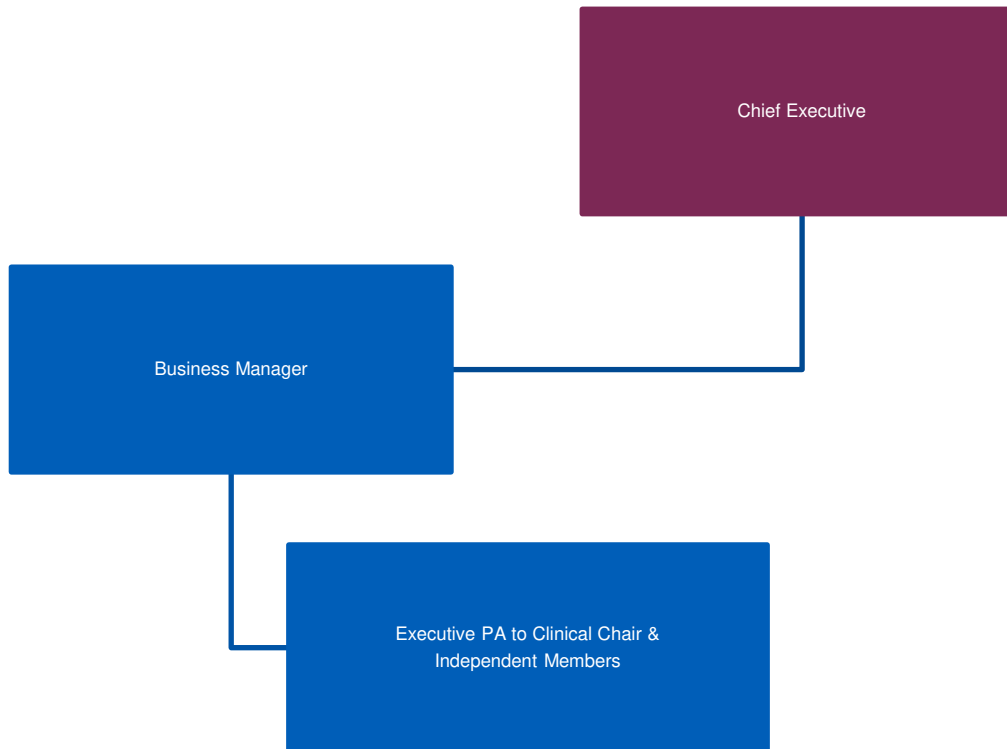 Chief Executive
Business Manager
Executive PA to Clinical Chair &
Independent Members